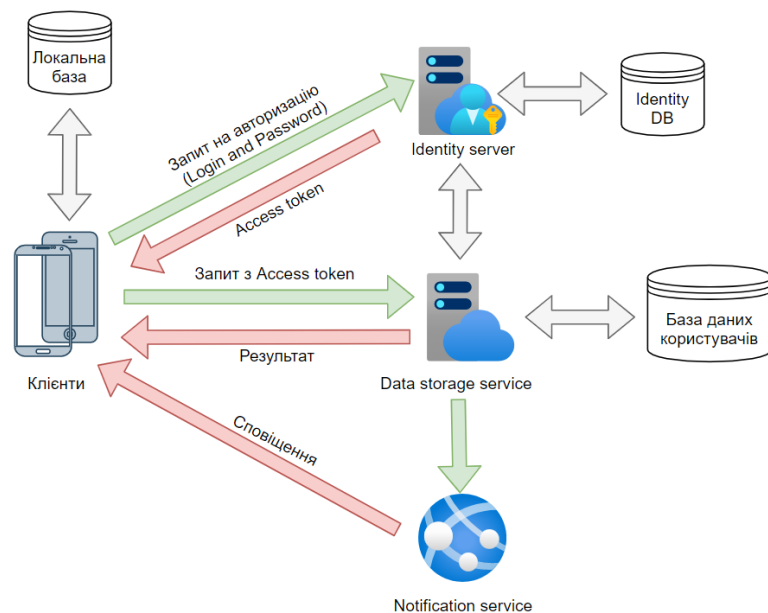 Локальна
база
Запит на авторизацію
(Login and Password)
Access token
Identity server
Identity
DB
Запит з Access token
Результат
Клієнти
Data storage service
База даних
користувачів
Сповіщення
Notification service